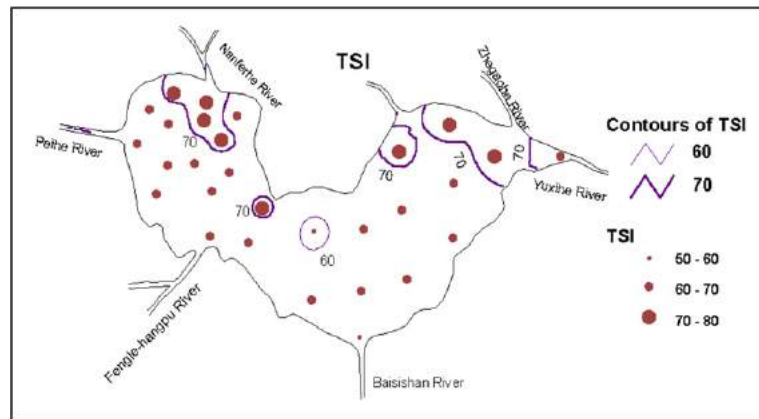 TSI
Nanfeihe River
Zhegaohe River
Peihe River
70
70
70
70
70
60
Yuxihe River
Fengle-hangpu River
Baisishan River
Contours of TSI
60
70
TSI
50 - 60
60 - 70
70 - 80